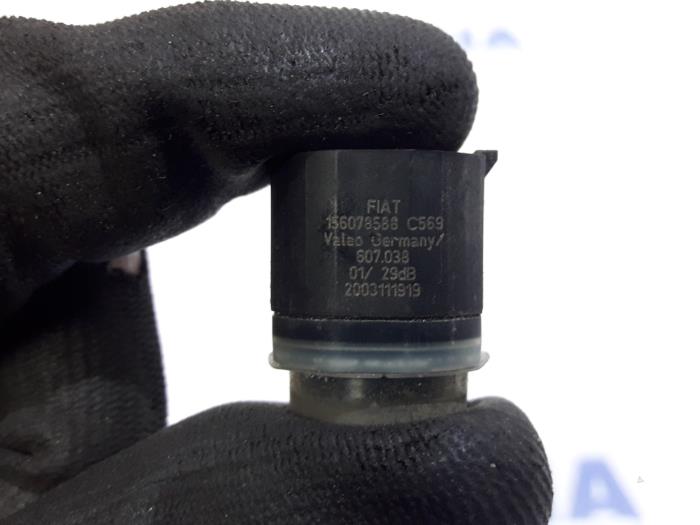 FIAT
156078588 C569
Valeo Germany/
607.038
01/ 29dB
2003111919